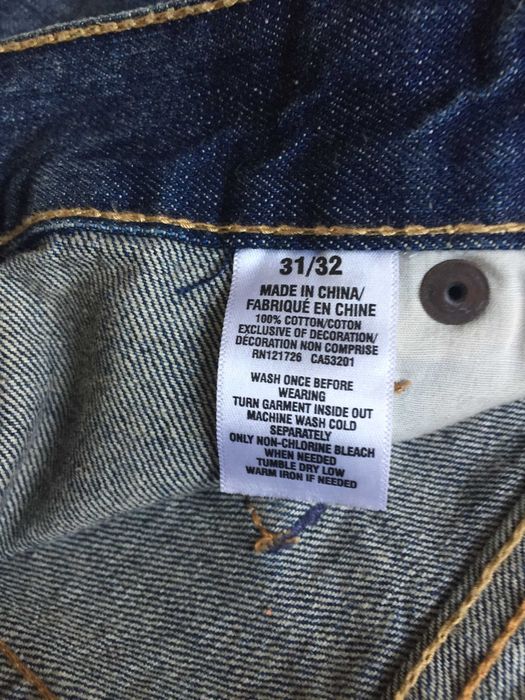 31/32
MADE IN CHINA/
FABRIQUÉ EN CHINE
100% COTTON/COTON
EXCLUSIVE OF DECORATION/
DÉCORATION NON COMPRISE
RN121726 CA53201
WASH ONCE BEFORE
WEARING
TURN GARMENT INSIDE OUT
MACHINE WASH COLD
SEPARATELY
ONLY NON-CHLORINE BLEACH
WHEN NEEDED
TUMBLE DRY LOW
WARM IRON IF NEEDED